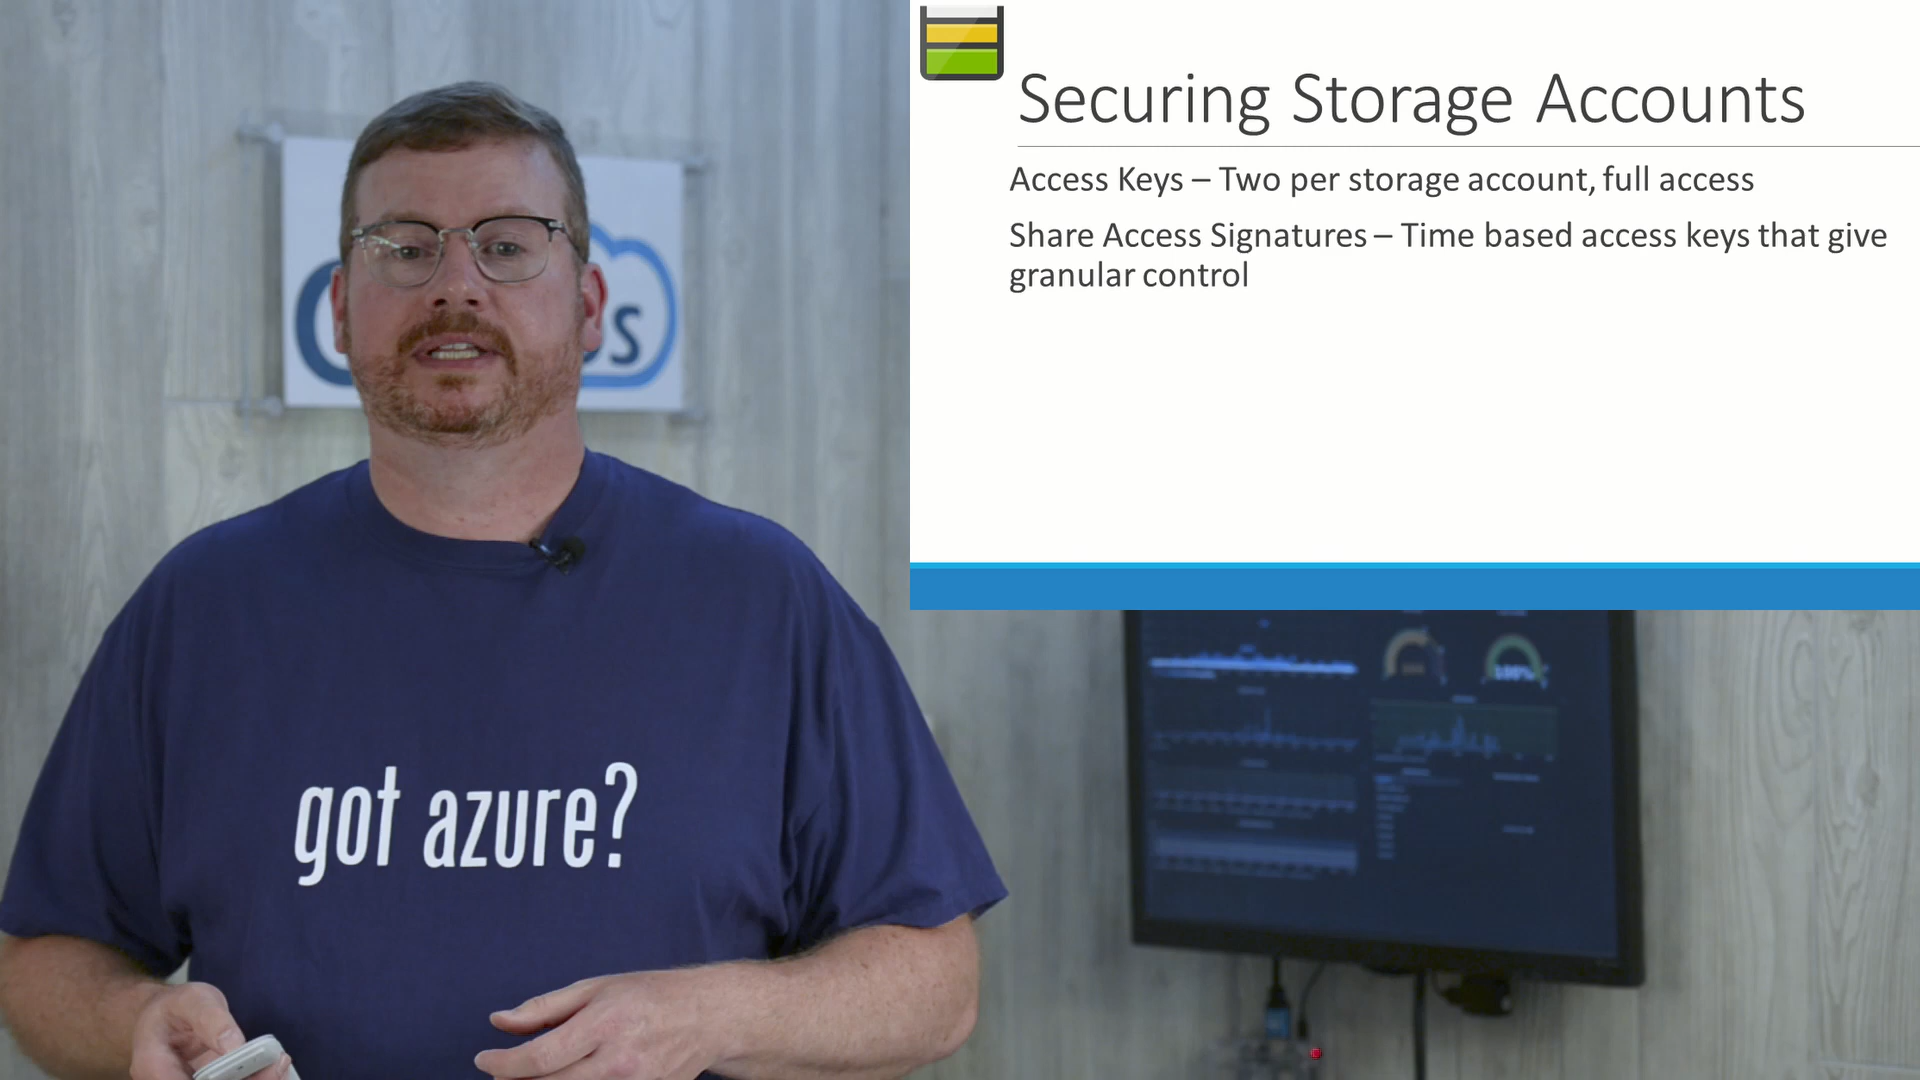 Securing Storage Accounts
Access Keys – Two per storage account, full access
Share Access Signatures – Time based access keys that give
granular control
got azure?